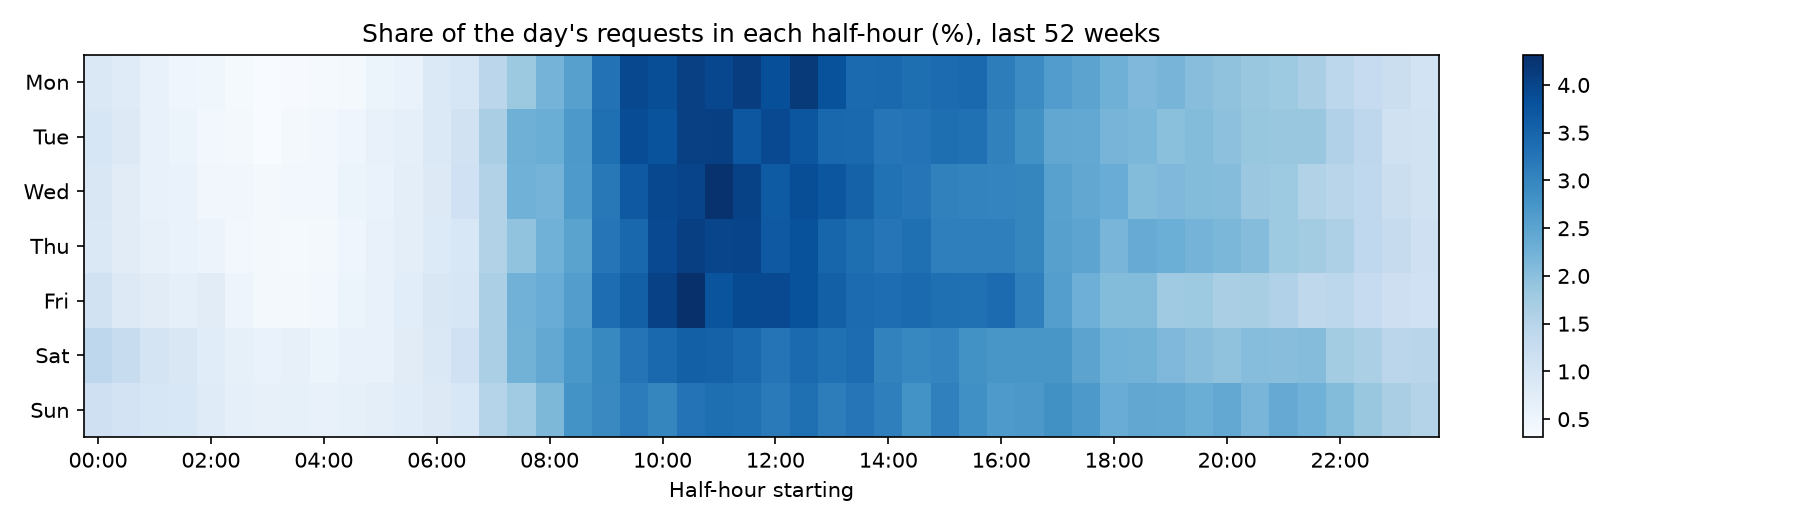 Share of the day's requests in each half-hour (%), last 52 weeks
Mon
Tue
Wed
Thu
Fri
Sat
Sun
00:00 02:00 04:00 06:00 08:00 10:00 12:00 14:00 16:00 18:00 20:00 22:00
Half-hour starting
4.0
3.5
3.0
2.5
2.0
1.5
1.0
0.5